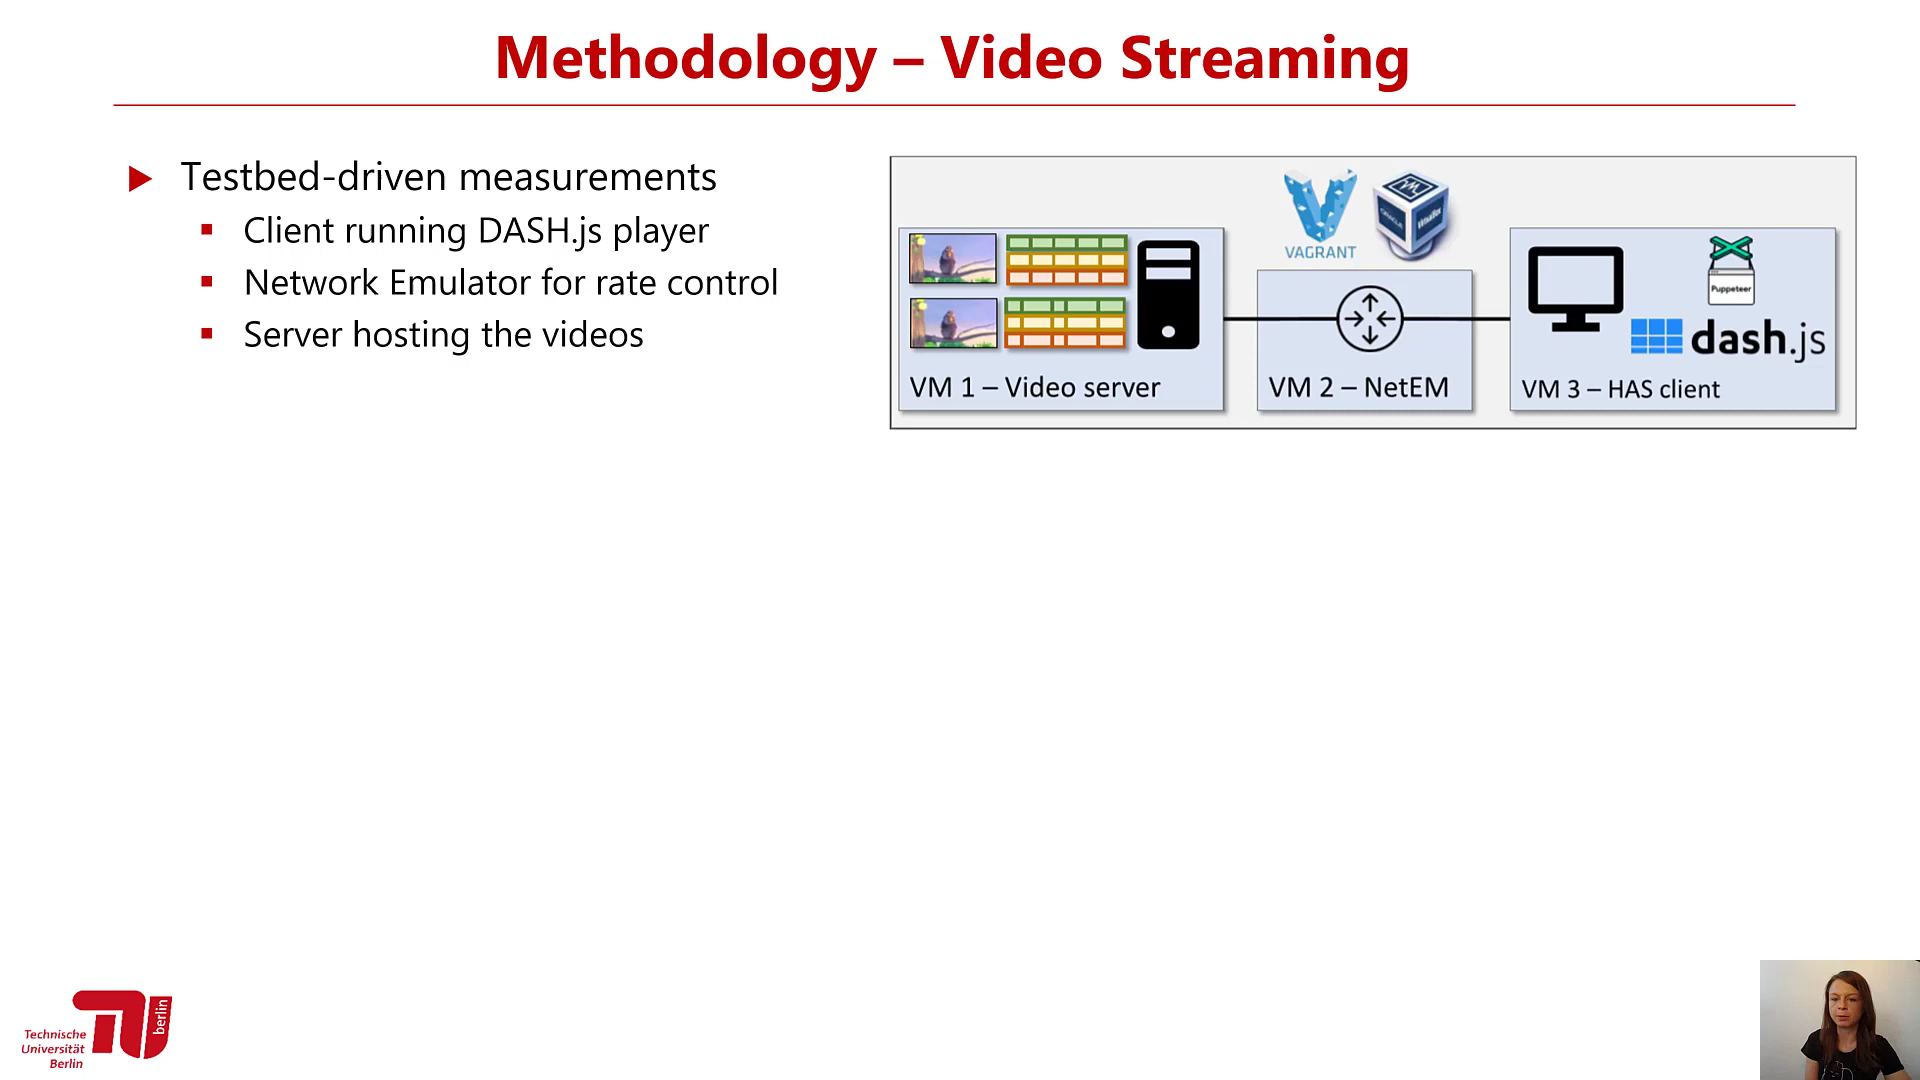 Methodology – Video Streaming
Testbed-driven measurements
Client running DASH.js player
Network Emulator for rate control
Server hosting the videos
VAGRANT
ORACLE
VirtualBox
Puppeteer
dash.js
VM 1 – Video server
VM 2 – NetEM
VM 3 – HAS client
Technische
Universität
Berlin
berlin